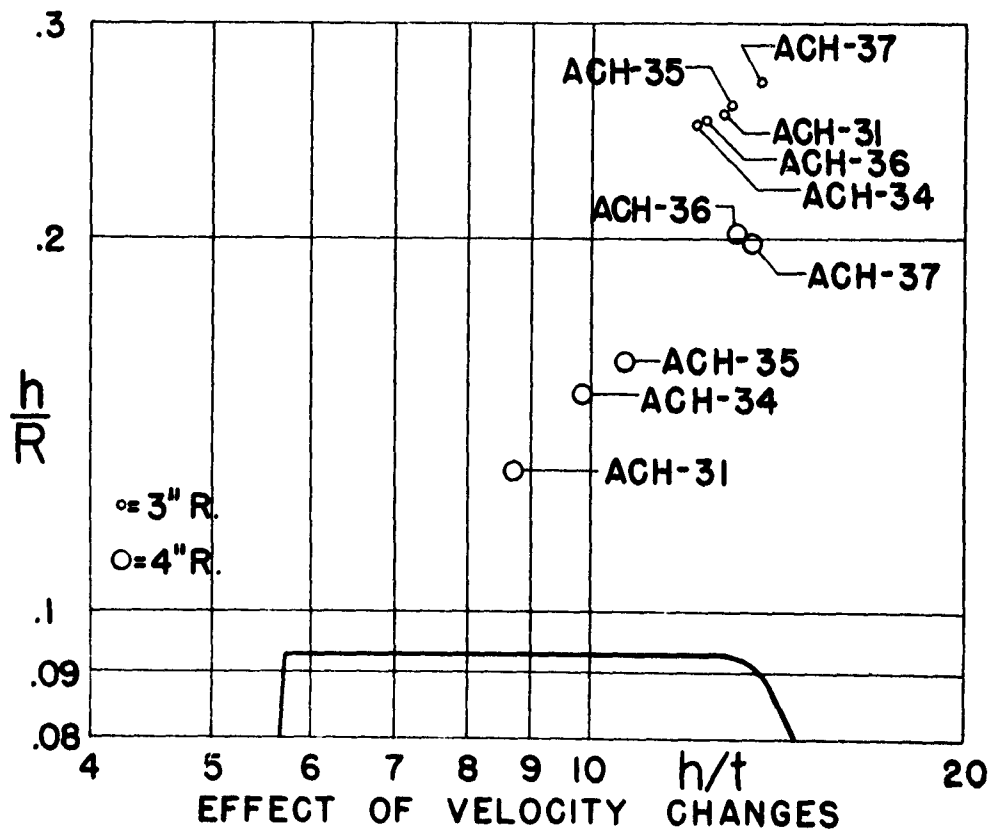 .3
ACH-37
ACH-35
ACH-31
ACH-36
ACH-34
.2
ACH-36
ACH-37
ACH-35
ACH-34
h
R
ACH-31
o= 3" R.
O=4"R.
.1
.09
.08
4 5 6 7 8 9 10 h/t 20
EFFECT OF VELOCITY CHANGES